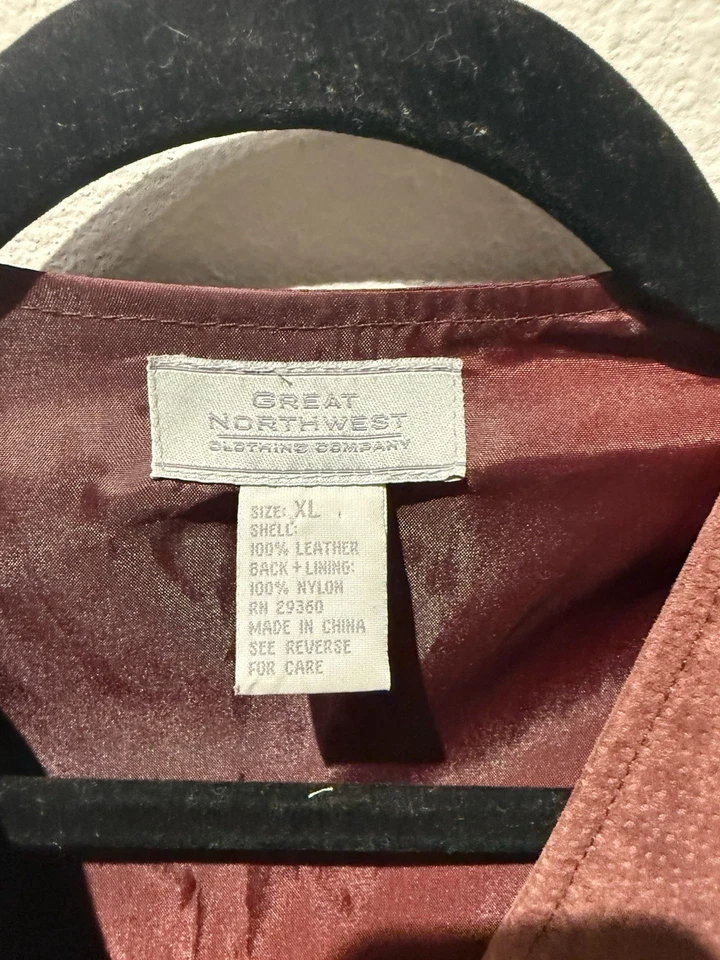 GREAT
NORTHWEST
CLOTHING COMPANY
SIZE: XL
SHELL:
100% LEATHER
BACK + LINING:
100% NYLON
RN 29360
MADE IN CHINA
SEE REVERSE
FOR CARE